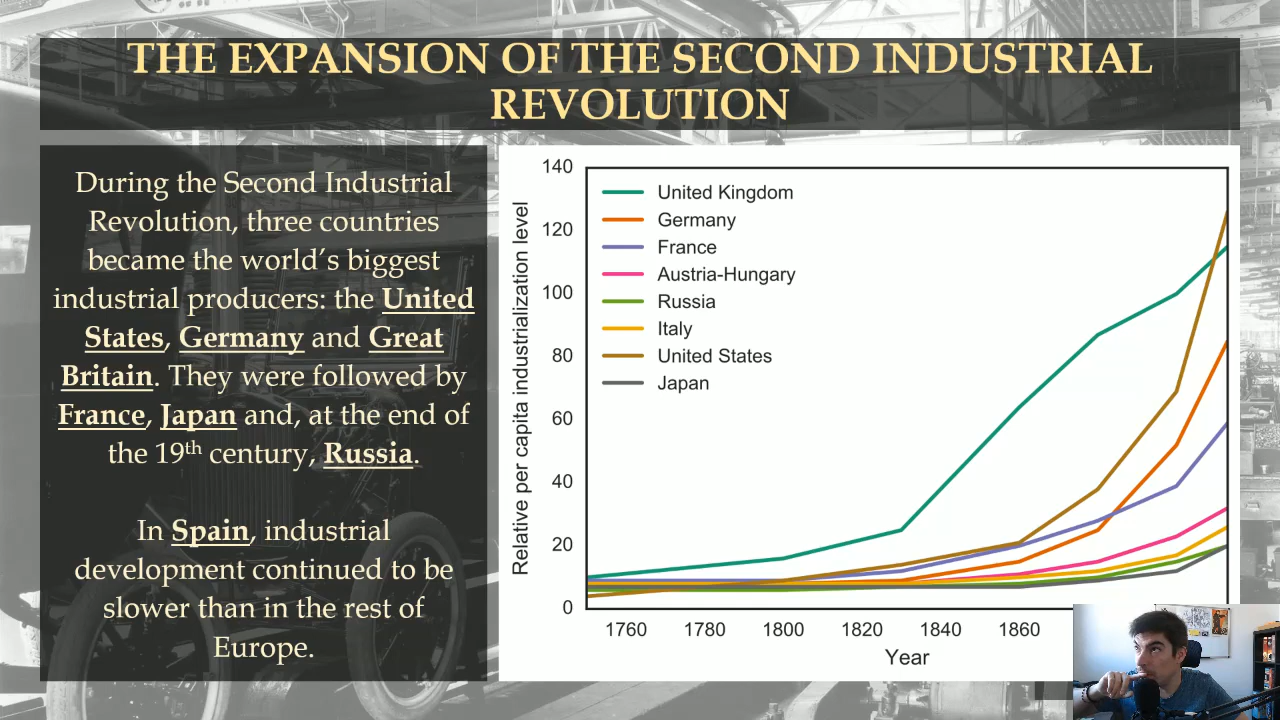 THE EXPANSION OF THE SECOND INDUSTRIAL
REVOLUTION
During the Second Industrial
Revolution, three countries
became the world’s biggest
industrial producers: the United
States, Germany and Great
Britain. They were followed by
France, Japan and, at the end of
the 19th century, Russia.
In Spain, industrial
development continued to be
slower than in the rest of
Europe.
Relative per capita industrialization level
140
120
100
80
60
40
20
0
United Kingdom
Germany
France
Austria-Hungary
Russia
Italy
United States
Japan
1760 1780 1800 1820 1840 1860
Year